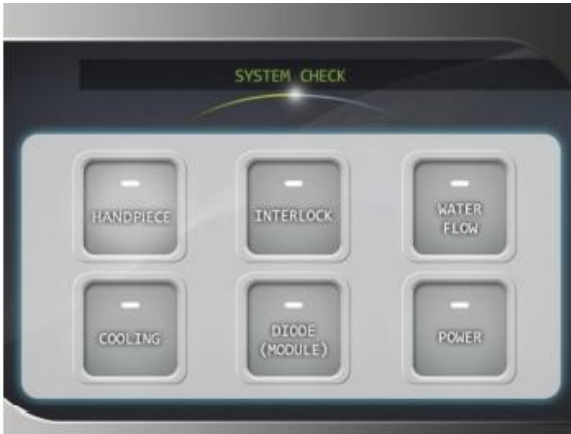 SYSTEM CHECK
HANDPIECE
INTERLOCK
WATER
FLOW
COOLING
DIODE
(MODULE)
POWER